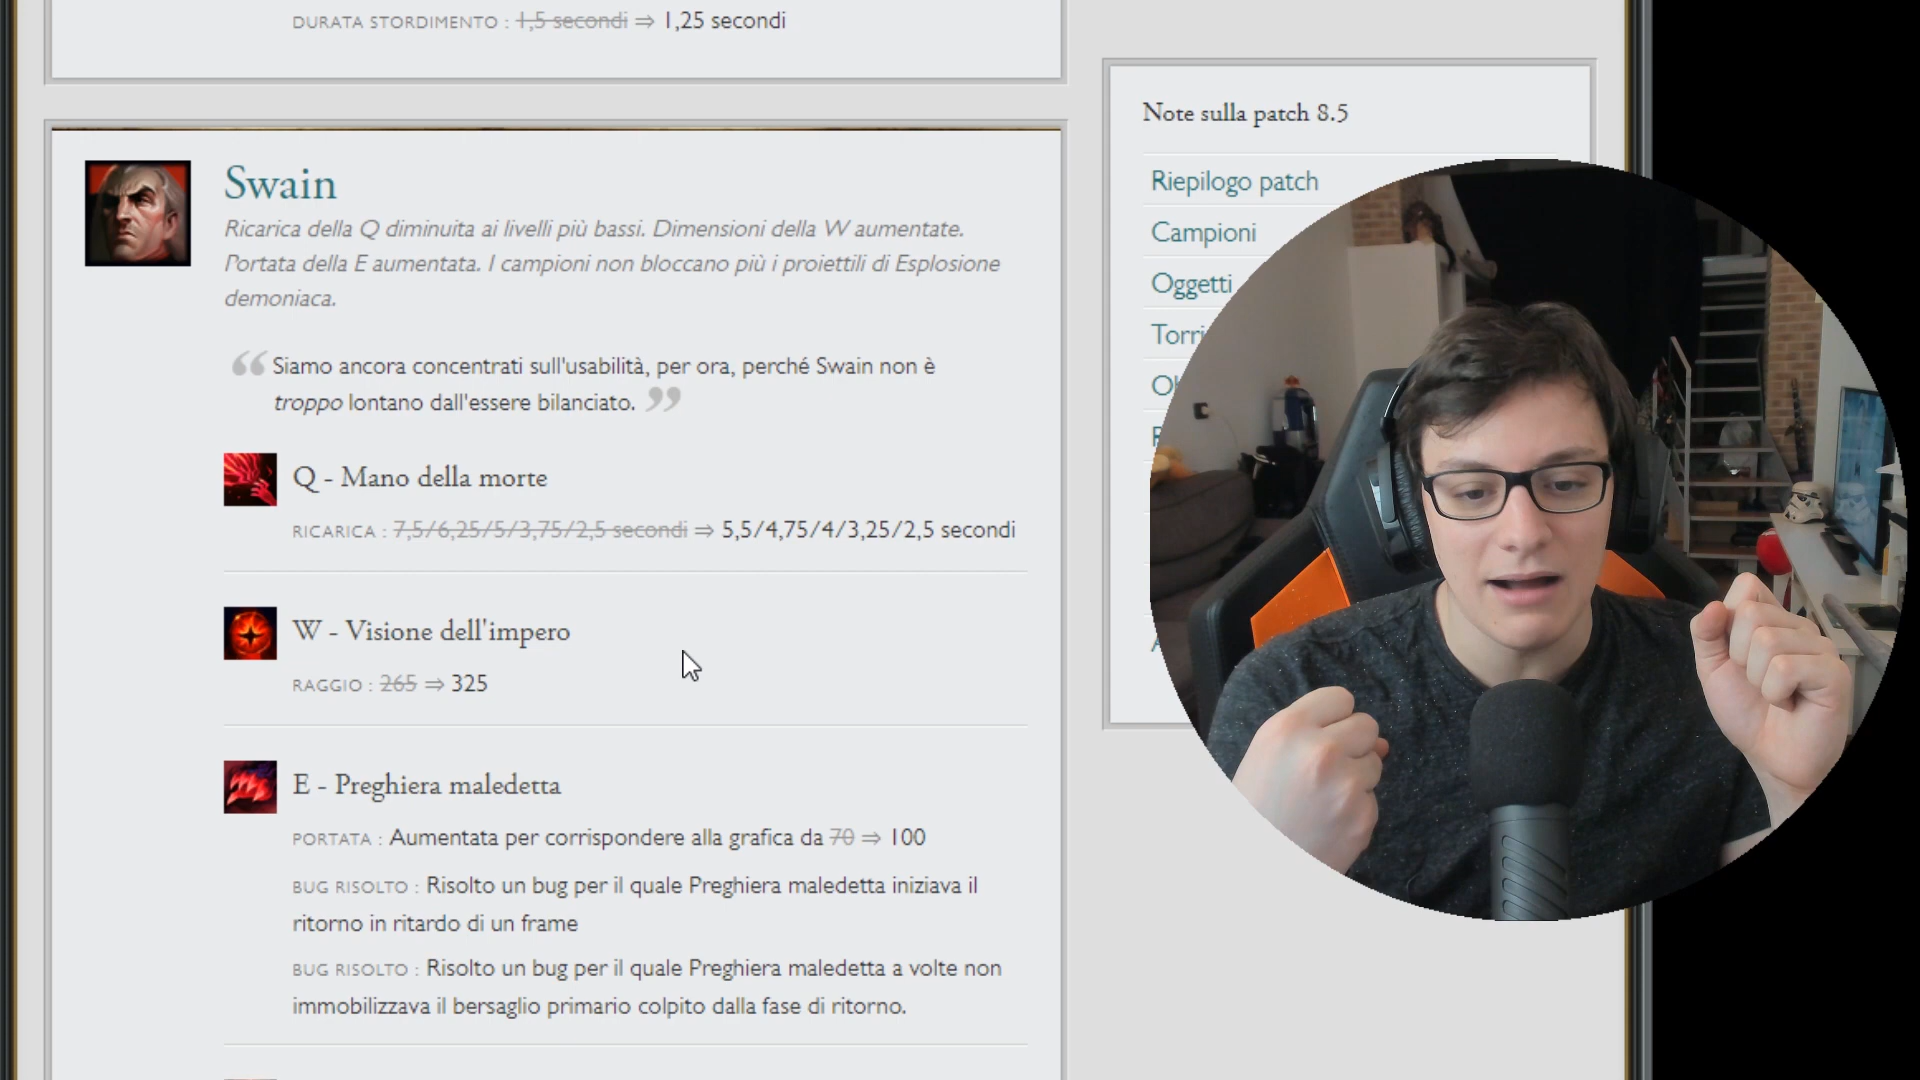 DURATA STORDIMENTO : 1,5 secondi ⇒ 1,25 secondi
Swain
Ricarica della Q diminuita ai livelli più bassi. Dimensioni della W aumentate.
Portata della E aumentata. I campioni non bloccano più i proiettili di Esplosione
demoniaca.
“ Siamo ancora concentrati sull'usabilità, per ora, perché Swain non è
troppo lontano dall'essere bilanciato. ”
Q - Mano della morte
RICARICA : 7,5/6,25/5/3,75/2,5 secondi ⇒ 5,5/4,75/4/3,25/2,5 secondi
W - Visione dell'impero
RAGGIO : 265 ⇒ 325
E - Preghiera maledetta
PORTATA : Aumentata per corrispondere alla grafica da 70 ⇒ 100
BUG RISOLTO : Risolto un bug per il quale Preghiera maledetta iniziava il
ritorno in ritardo di un frame
BUG RISOLTO : Risolto un bug per il quale Preghiera maledetta a volte non
immobilizzava il bersaglio primario colpito dalla fase di ritorno.
Note sulla patch 8.5
Riepilogo patch
Campioni
Oggetti